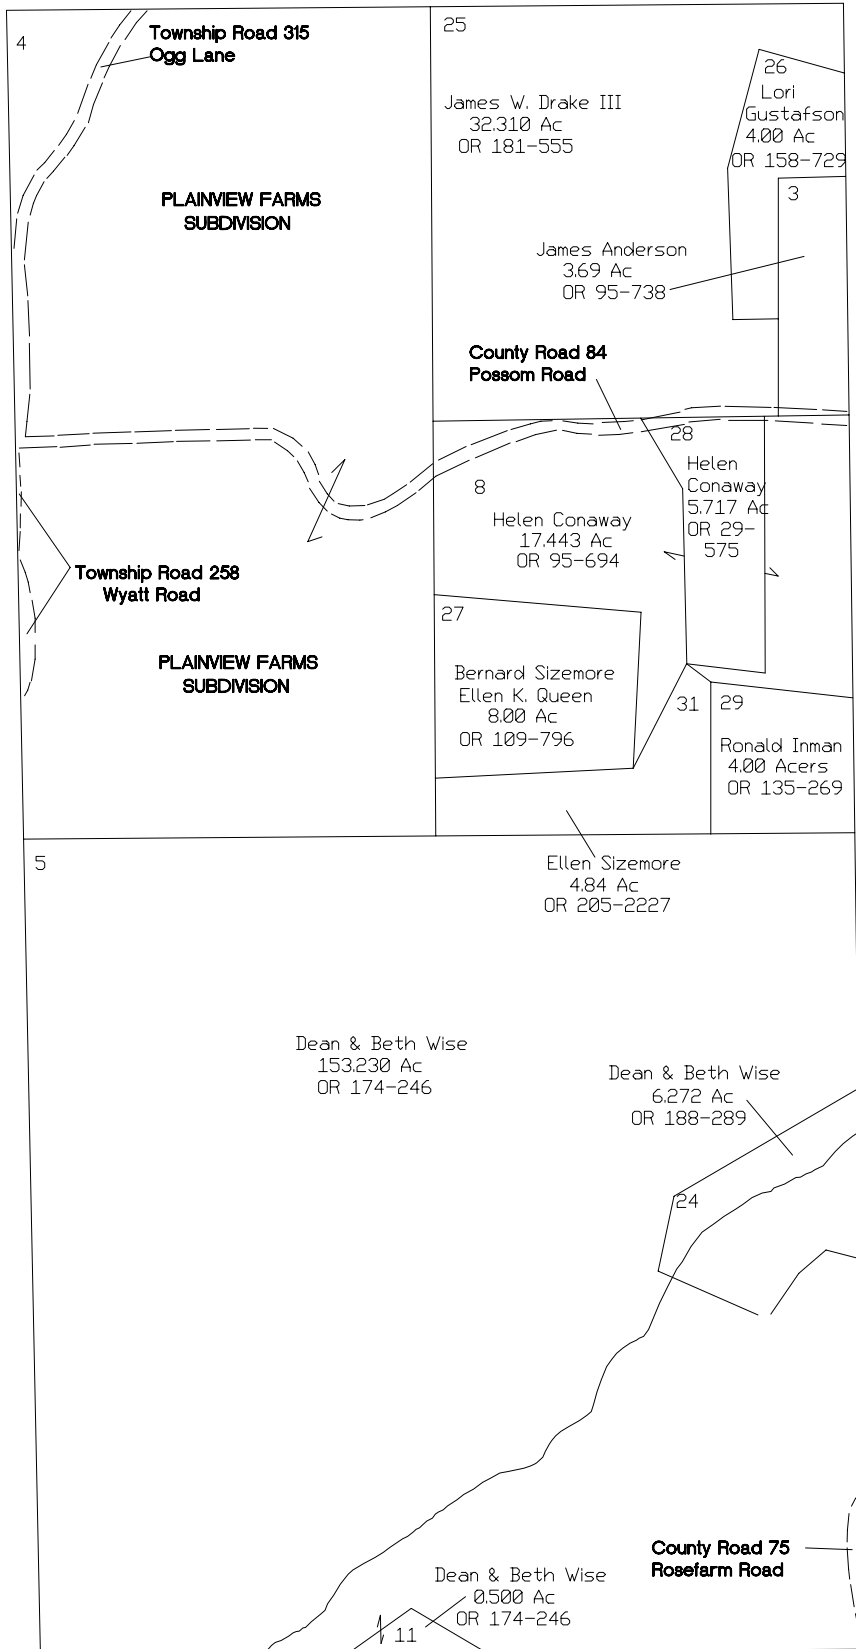 4
Township Road 315
Ogg Lane
25
James W. Drake III
32.310 Ac
OR 181-555
26
Lori
Gustafson
4.00 Ac
OR 158-729
PLAINVIEW FARMS
SUBDIVISION
3
James Anderson
3.69 Ac
OR 95-738
County Road 84
Possom Road
28
Helen
Conaway
5.717 Ac
OR 29-
575
8
Helen Conaway
17.443 Ac
OR 95-694
Township Road 258
Wyatt Road
27
PLAINVIEW FARMS
SUBDIVISION
Bernard Sizemore
Ellen K. Queen
8.00 Ac
OR 109-796
31
29
Ronald Inman
4.00 Acers
OR 135-269
5
Ellen Sizemore
4.84 Ac
OR 205-2227
Dean & Beth Wise
153.230 Ac
OR 174-246
Dean & Beth Wise
6.272 Ac
OR 188-289
24
County Road 75
Rosefarm Road
Dean & Beth Wise
0.500 Ac
OR 174-246
11